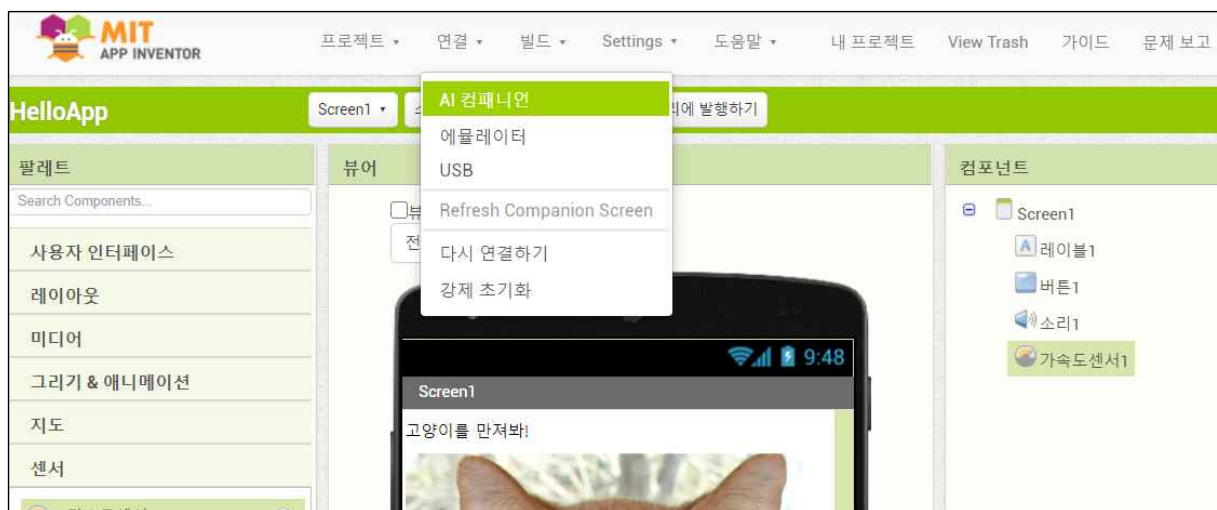 MIT
APP INVENTOR
프로젝트 연결 빌드 Settings 도움말 내 프로젝트 View Trash 가이드 문제 보고
HelloApp
Screen1 발행하기
AI 컴패니언
에뮬레이터
USB
Refresh Companion Screen
다시 연결하기
강제 초기화
팔레트
Search Components...
사용자 인터페이스
레이아웃
미디어
그리기 & 애니메이션
지도
센서
뷰어
9:48
Screen1
고양이를 만져봐!
컴포넌트
Screen1
레이블1
버튼1
소리1
가속도센서1